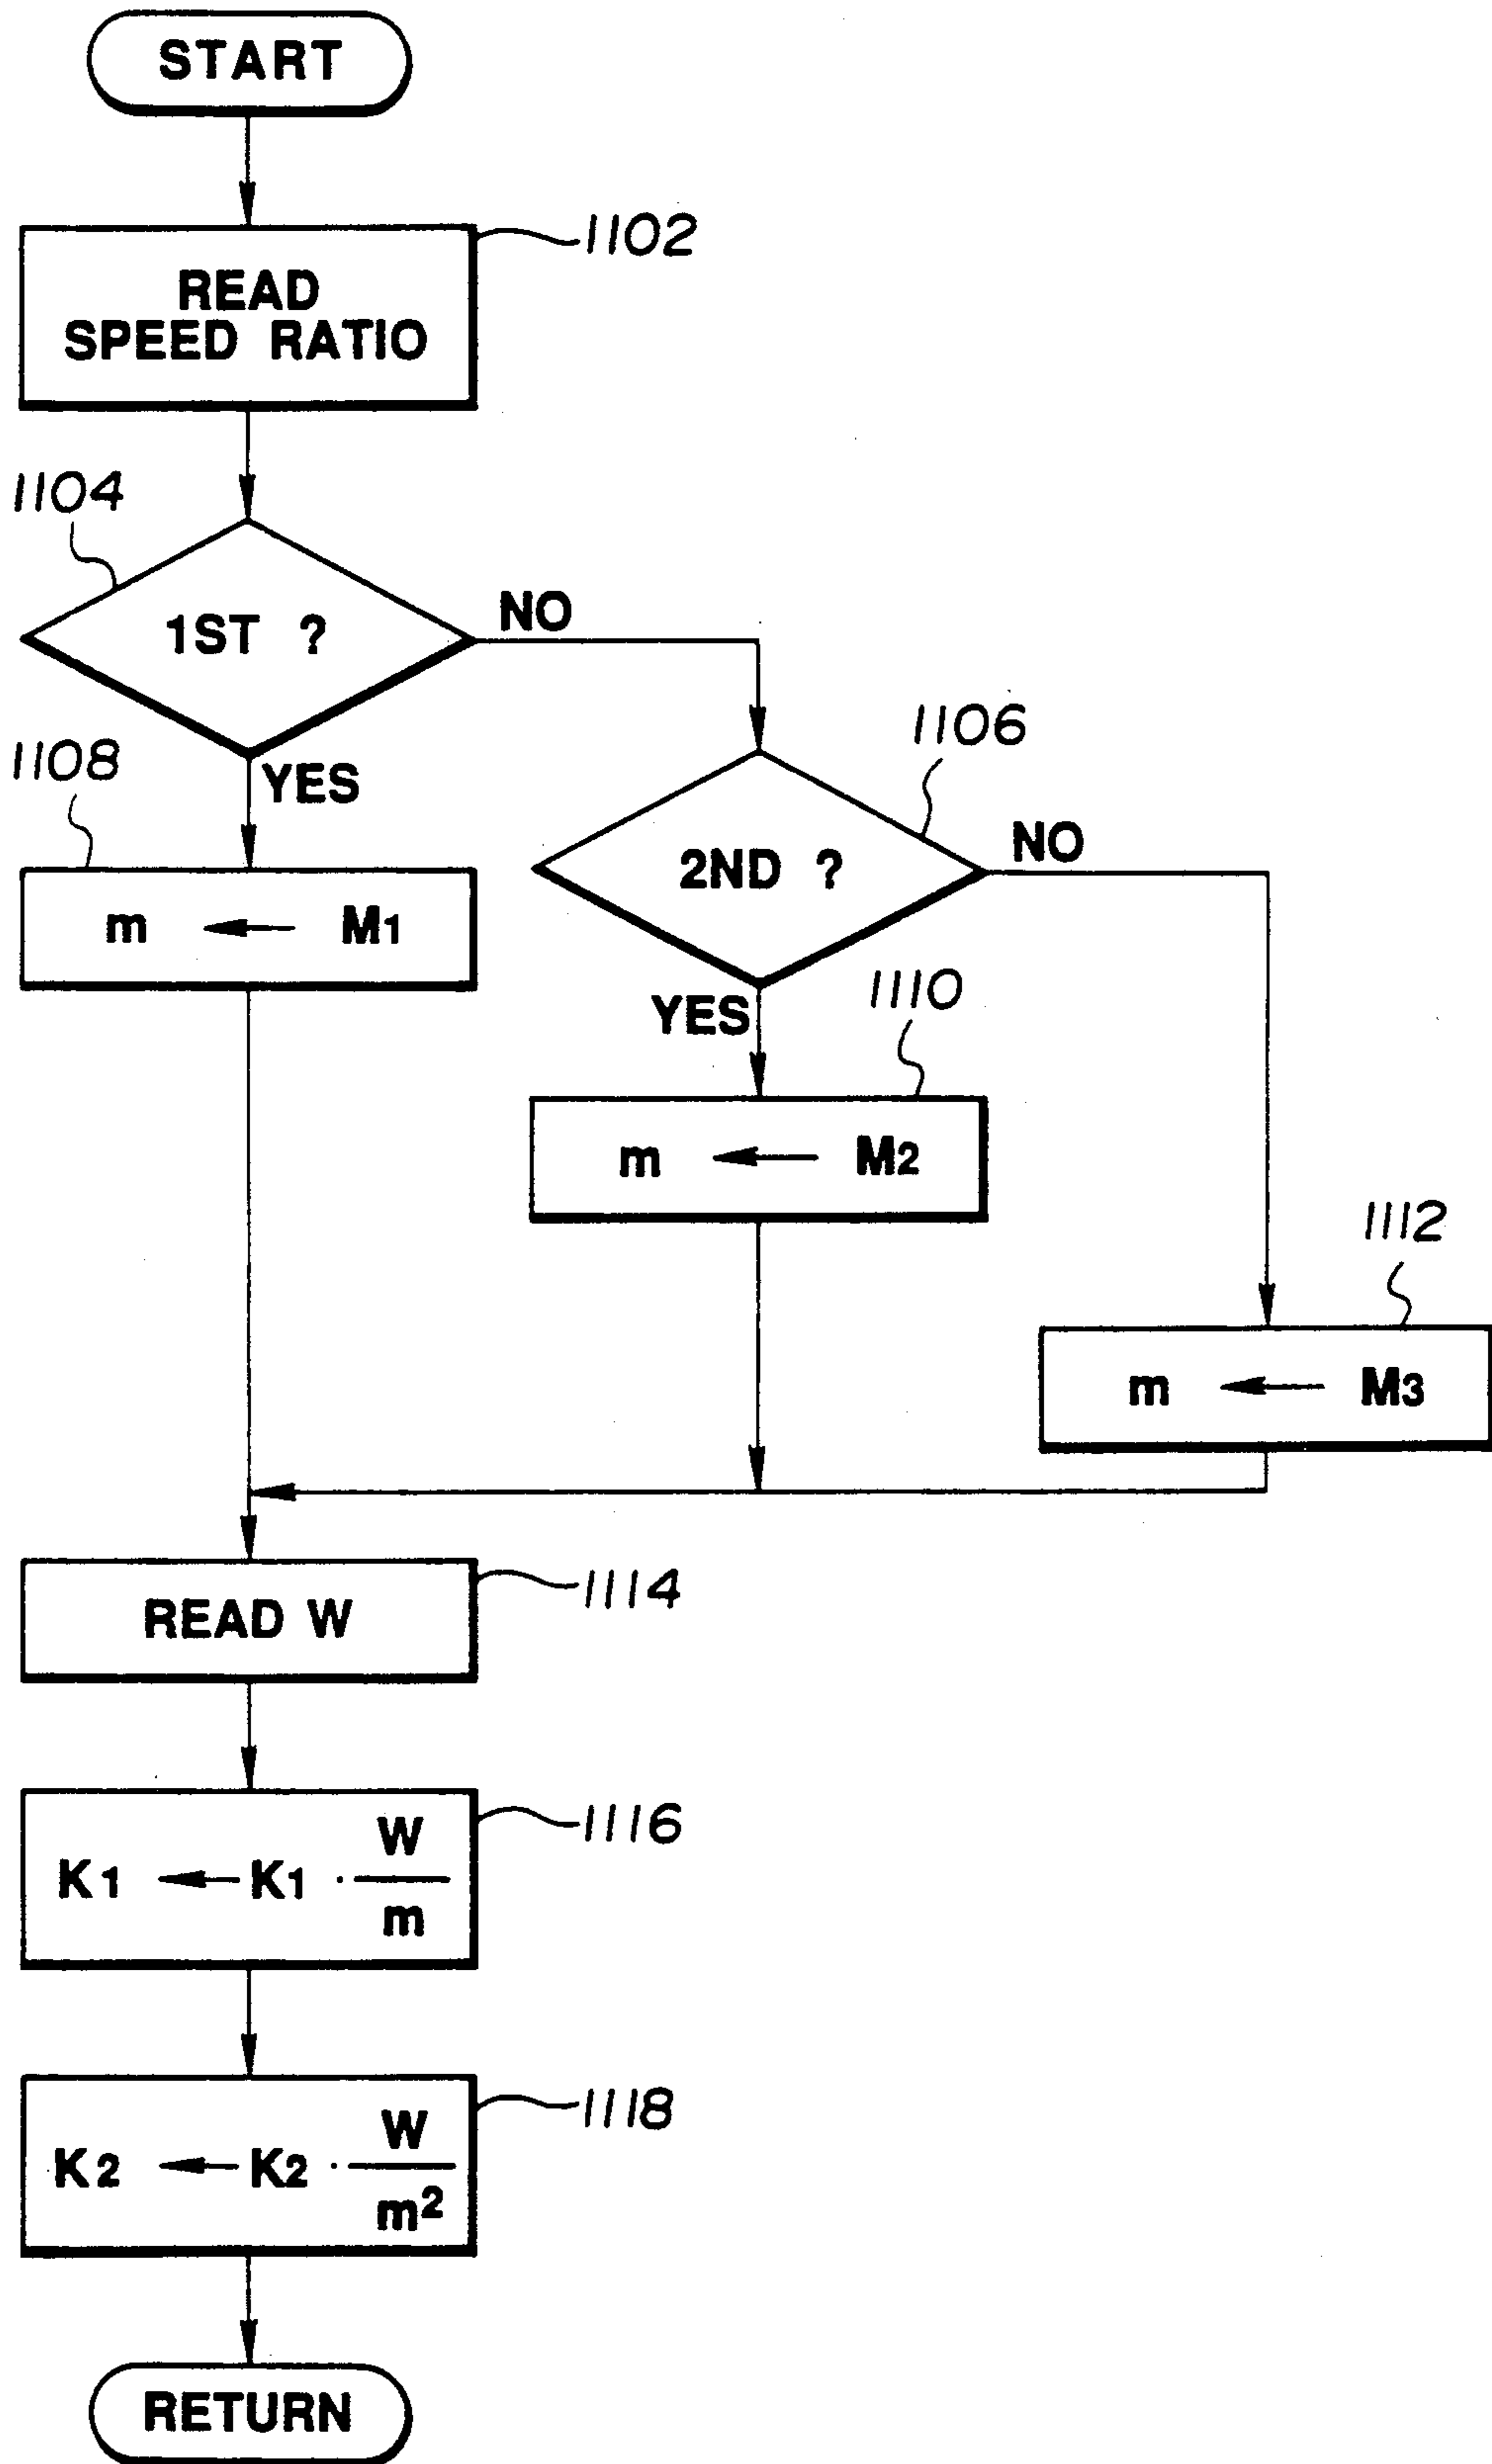 START
1102
READ
SPEED RATIO
1104
1ST ?
NO
1106
1108
YES
2ND ?
NO
m ← M1
1110
YES
m ← M2
1112
m ← M3
READ W
1114
1116
K1 ← K1 · W/m
1118
K2 ← K2 · W/m²
RETURN